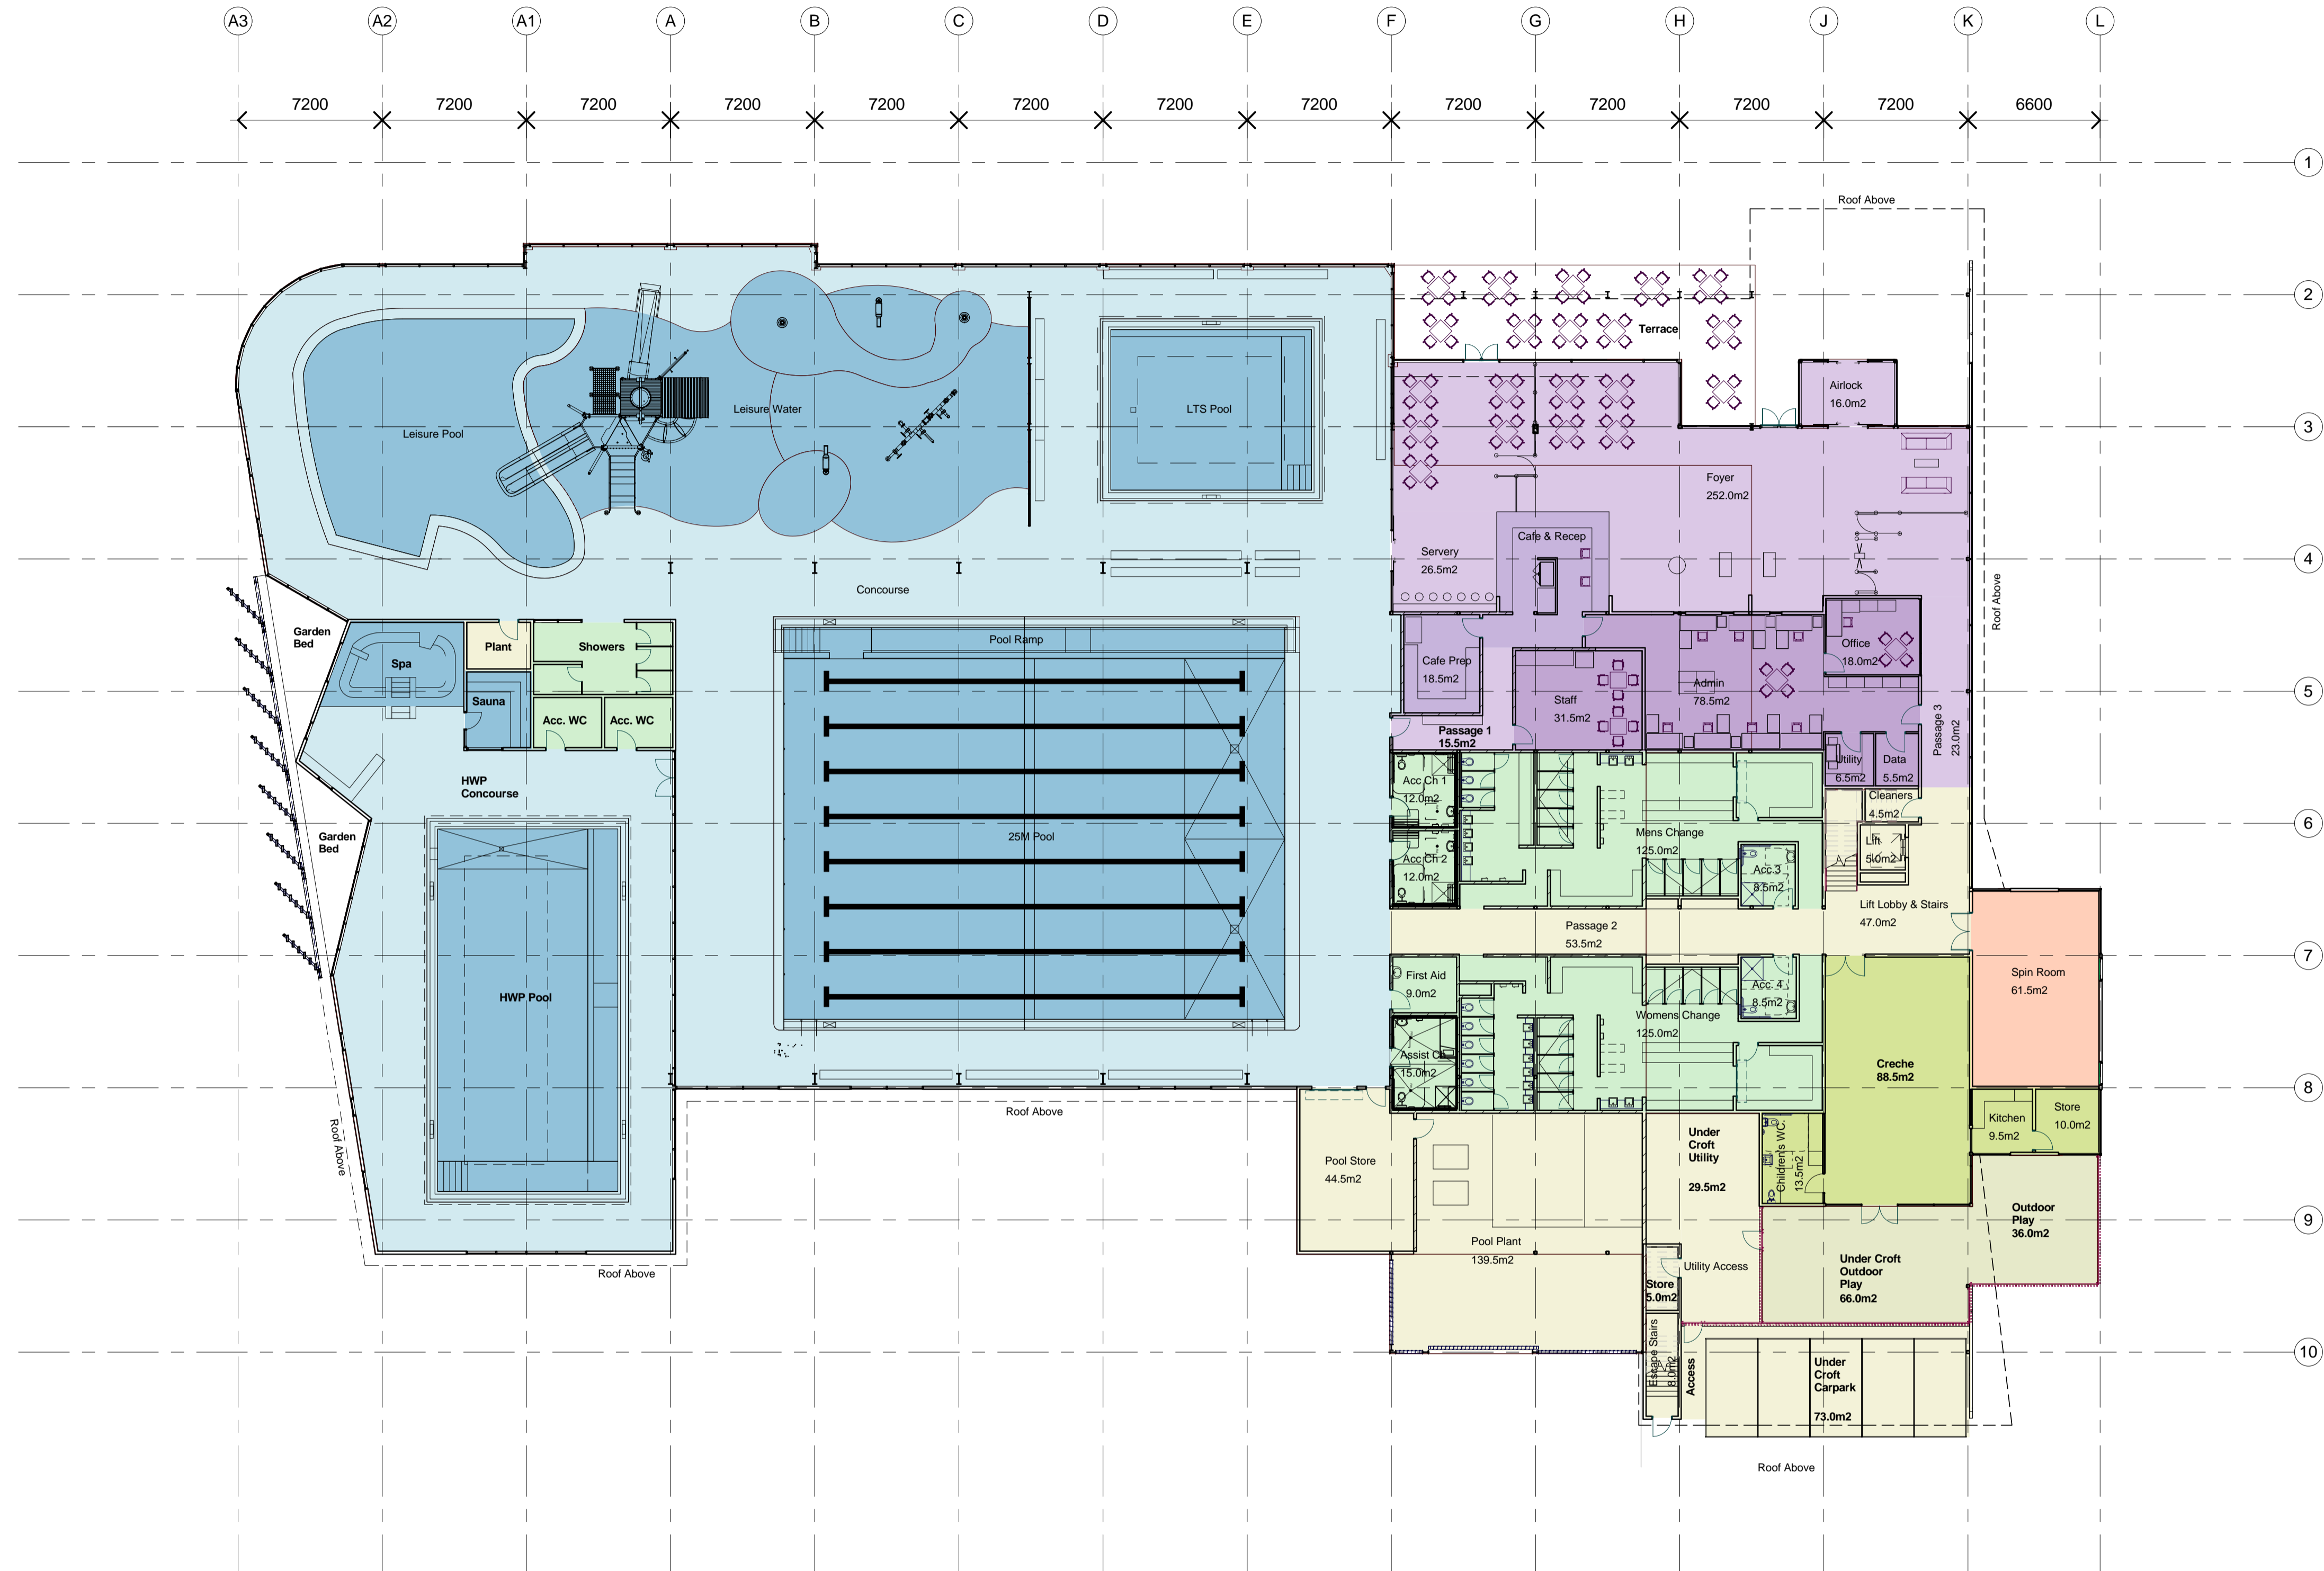 A3 A2 A1 A B C D E F G H J K L
7200 7200 7200 7200 7200 7200 7200 7200 7200 7200 7200 7200 6600
1
Roof Above
2
Terrace
Airlock
16.0m2
Leisure Water
LTS Pool
Leisure Pool
3
Foyer
252.0m2
Cafe & Recep
Servery
26.5m2
4
Concourse
Roof Above
Garden
Bed
Plant
Showers
Pool Ramp
Spa
Office
18.0m2
Cafe Prep
18.5m2
Admin
78.5m2
5
Sauna
Staff
31.5m2
Acc. WC
Acc. WC
Passage 1
15.5m2
Passage 3
23.0m2
Utility
6.5m2
Data
5.5m2
HWP
Concourse
Acc Ch 1
12.0m2
Cleaners
4.5m2
6
Garden
Bed
25M Pool
Mens Change
125.0m2
Lift
5.0m2
Acc Ch 2
12.0m2
Acc.3
8.5m2
Lift Lobby & Stairs
47.0m2
Passage 2
53.5m2
7
First Aid
9.0m2
Acc. 4
8.5m2
Spin Room
61.5m2
HWP Pool
Womens Change
125.0m2
Assist Ch
15.0m2
Creche
88.5m2
8
Roof Above
Roof Above
Kitchen
9.5m2
Store
10.0m2
Under
Croft
Utility
29.5m2
Children's WC.
13.5m2
Pool Store
44.5m2
Outdoor
Play
36.0m2
9
Pool Plant
139.5m2
Roof Above
Utility Access
Under Croft
Outdoor
Play
66.0m2
Store
5.0m2
Escape Stairs
8.0m2
Access
Under
Croft
Carpark
73.0m2
10
Roof Above